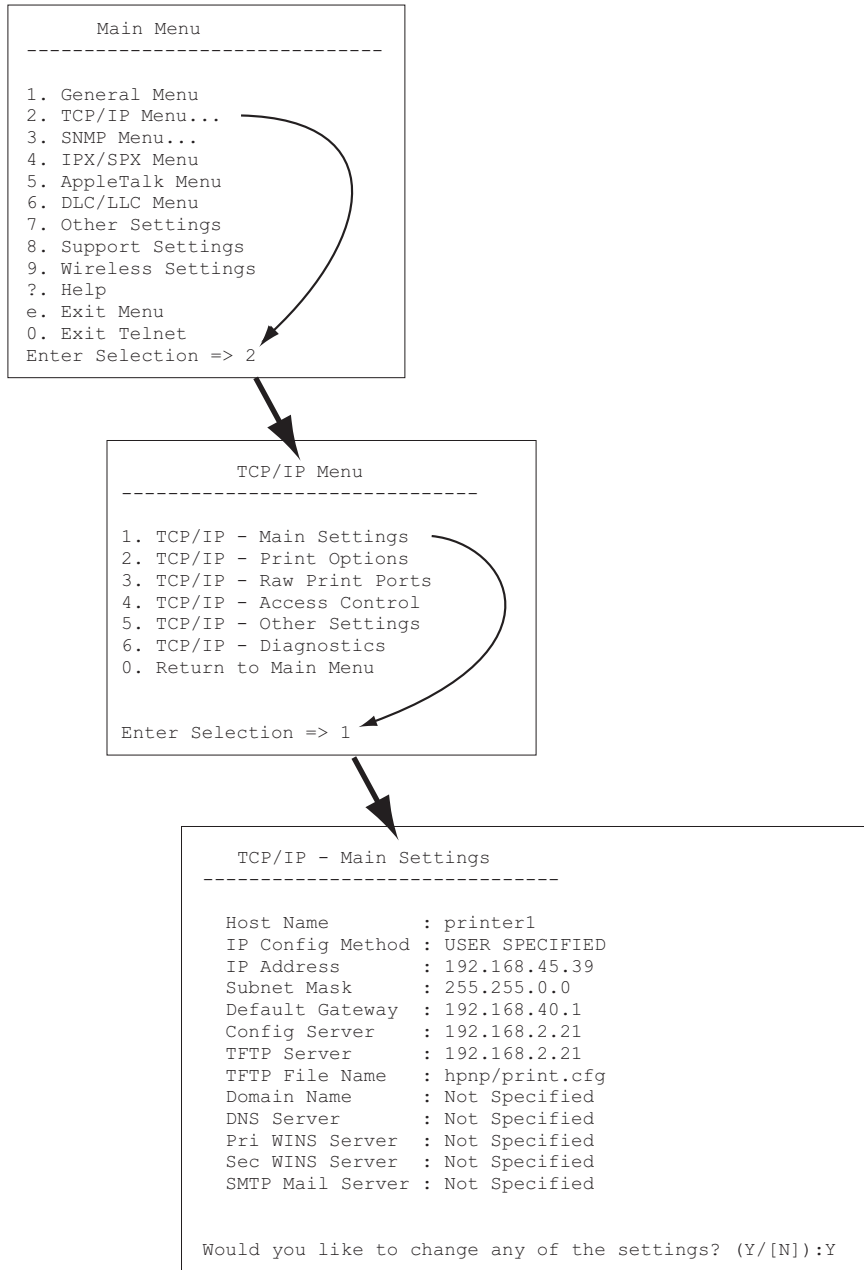 Main Menu
-------------------------------
1. General Menu
2. TCP/IP Menu...
3. SNMP Menu...
4. IPX/SPX Menu
5. AppleTalk Menu
6. DLC/LLC Menu
7. Other Settings
8. Support Settings
9. Wireless Settings
?. Help
e. Exit Menu
0. Exit Telnet
Enter Selection => 2
TCP/IP Menu
-------------------------------
1. TCP/IP - Main Settings
2. TCP/IP - Print Options
3. TCP/IP - Raw Print Ports
4. TCP/IP - Access Control
5. TCP/IP - Other Settings
6. TCP/IP - Diagnostics
0. Return to Main Menu
Enter Selection => 1
TCP/IP - Main Settings
-------------------------------
Host Name : printer1
IP Config Method : USER SPECIFIED
IP Address : 192.168.45.39
Subnet Mask : 255.255.0.0
Default Gateway : 192.168.40.1
Config Server : 192.168.2.21
TFTP Server : 192.168.2.21
TFTP File Name : hpnp/print.cfg
Domain Name : Not Specified
DNS Server : Not Specified
Pri WINS Server : Not Specified
Sec WINS Server : Not Specified
SMTP Mail Server : Not Specified
Would you like to change any of the settings? (Y/[N]):Y